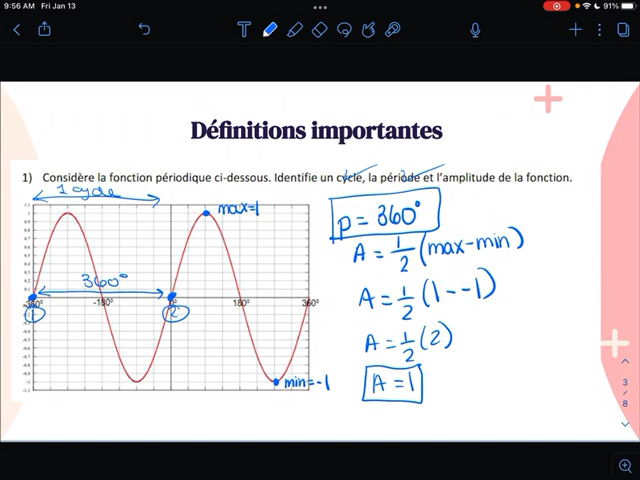 9:56 AM Fri Jan 13
91%
Définitions importantes
1) Considère la fonction périodique ci-dessous. Identifie un cycle, la période et l'amplitude de la fonction.
1 cycle
max=1
360°
-360° -180° 0° 180° 360°
1 2
min=-1
p = 360°
A = 1/2 (max-min)
A = 1/2 (1--1)
A = 1/2 (2)
A = 1
3
8